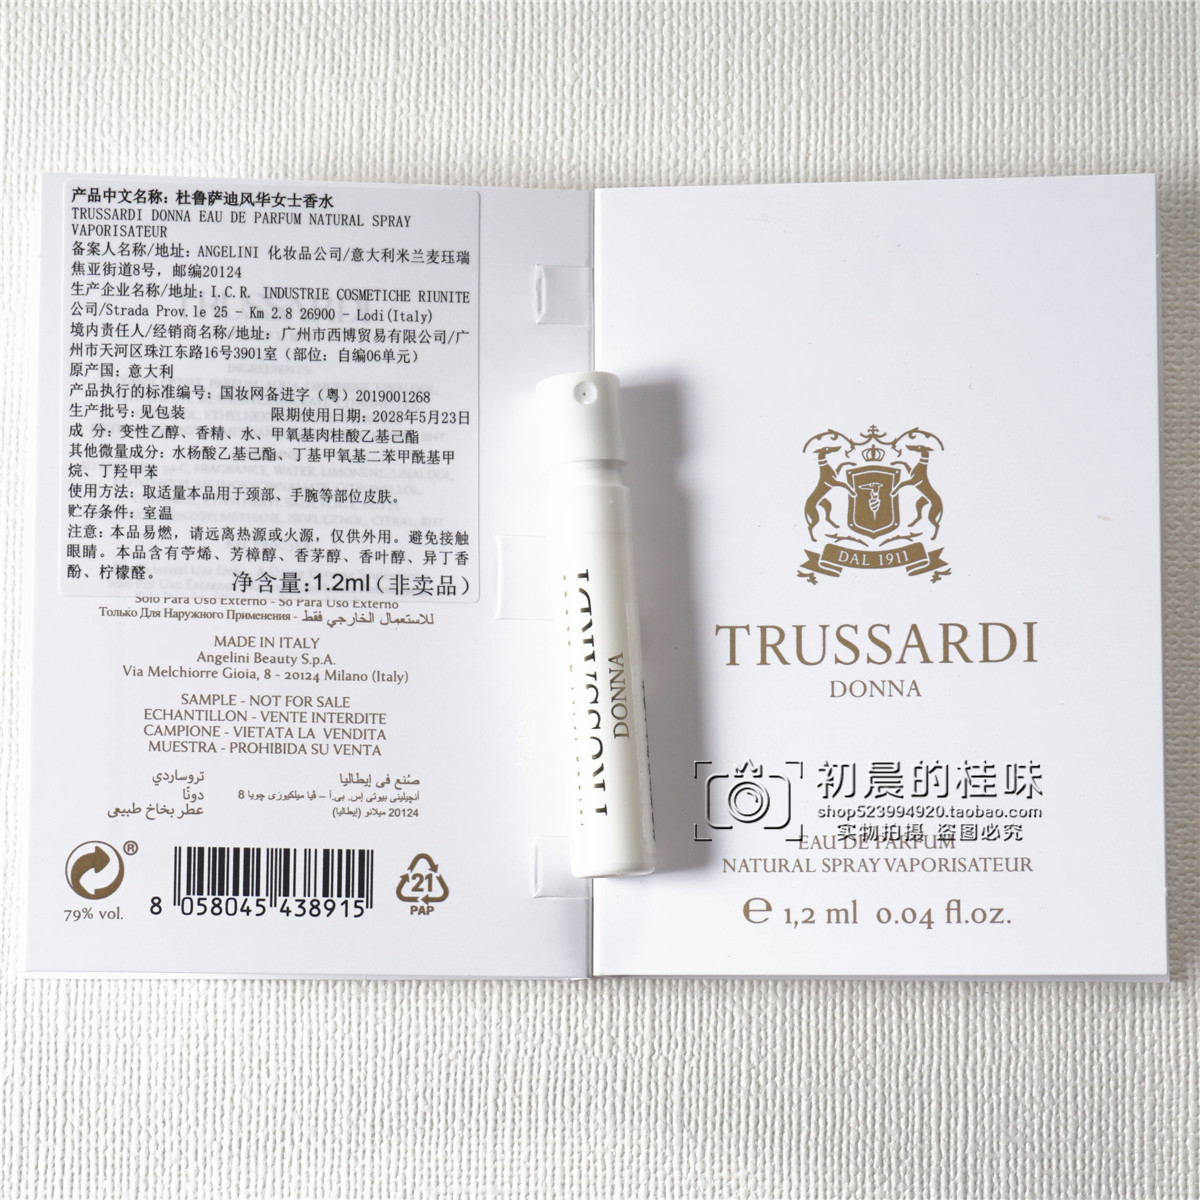 产品中文名称：杜鲁萨迪风华女士香水
TRUSSARDI DONNA EAU DE PARFUM NATURAL SPRAY
VAPORISATEUR
备案人名称/地址：ANGELINI 化妆品公司/意大利米兰麦珏瑞
焦亚街道8号，邮编20124
生产企业名称/地址：I.C.R. INDUSTRIE COSMETICHE RIUNITE
公司/Strada Prov.le 25 - Km 2.8 26900 - Lodi(Italy)
境内责任人/经销商名称/地址：广州市西博贸易有限公司/广
州市天河区珠江东路16号3901室（部位：自编06单元）
原产国：意大利
产品执行的标准编号：国妆网备进字（粤）2019001268
生产批号：见包装 限期使用日期：2028年5月23日
成 分：变性乙醇、香精、水、甲氧基肉桂酸乙基己酯
其他微量成分：水杨酸乙基己酯、丁基甲氧基二苯甲酰基甲
烷、丁羟甲苯
使用方法：取适量本品用于颈部、手腕等部位皮肤。
贮存条件：室温
注意：本品易燃，请远离热源或火源，仅供外用。避免接触
眼睛。本品含有苧烯、芳樟醇、香茅醇、香叶醇、异丁香
酚、柠檬醛。
净含量：1.2ml（非卖品）
Solo Para Uso Externo - Só Para Uso Externo
Только Для Наружного Применения - للاستعمال الخارجي فقط
MADE IN ITALY
Angelini Beauty S.p.A.
Via Melchiorre Gioia, 8 - 20124 Milano (Italy)
SAMPLE - NOT FOR SALE
ECHANTILLON - VENTE INTERDITE
CAMPIONE - VIETATA LA VENDITA
MUESTRA - PROHIBIDA SU VENTA
تروساردي
دونّا
عطر بخاخ طبيعى
صُنع فى إيطاليا
أنچيلينى بيوتى إس. بى.أ – ڤيا ميلكيوررى چويا 8
20124 ميلانو (إيطاليا)
®
79% vol.
8 058045 438915
21
PAP
TRUSSARDI
DONNA
DAL 1911
TRUSSARDI
DONNA
初晨的桂味
shop523994920.taobao.com
实物拍摄 盗图必究
EAU DE PARFUM
NATURAL SPRAY VAPORISATEUR
℮ 1,2 ml 0.04 fl.oz.